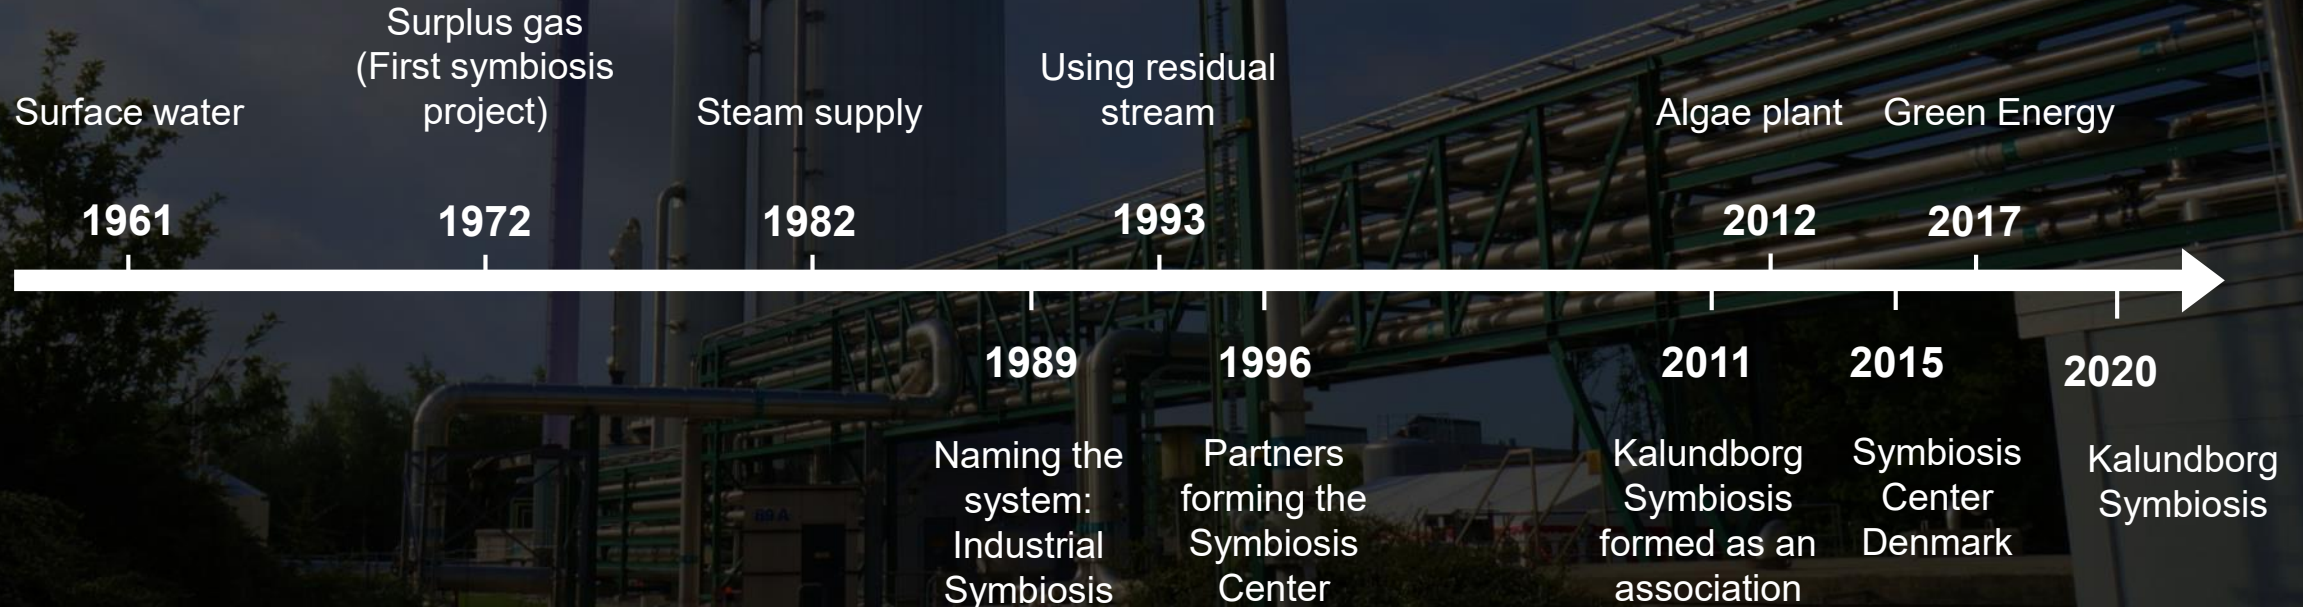 Surface water
1961
Surplus gas
(First symbiosis
project)
1972
Steam supply
1982
Using residual
stream
1993
Algae plant
2012
Green Energy
2017
1989
Naming the
system:
Industrial
Symbiosis
1996
Partners
forming the
Symbiosis
Center
2011
Kalundborg
Symbiosis
formed as an
association
2015
Symbiosis
Center
Denmark
2020
Kalundborg
Symbiosis
89 A